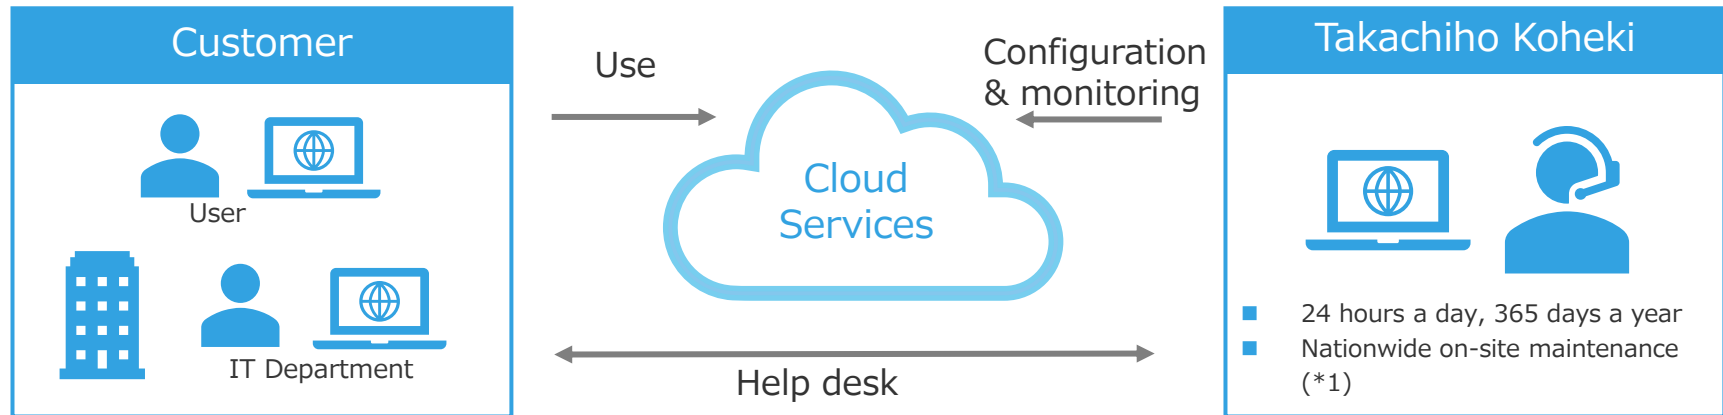 Customer
User
IT Department
Use
Configuration
& monitoring
Cloud
Services
Help desk
Takachiho Koheki
■ 24 hours a day, 365 days a year
■ Nationwide on-site maintenance
(*1)